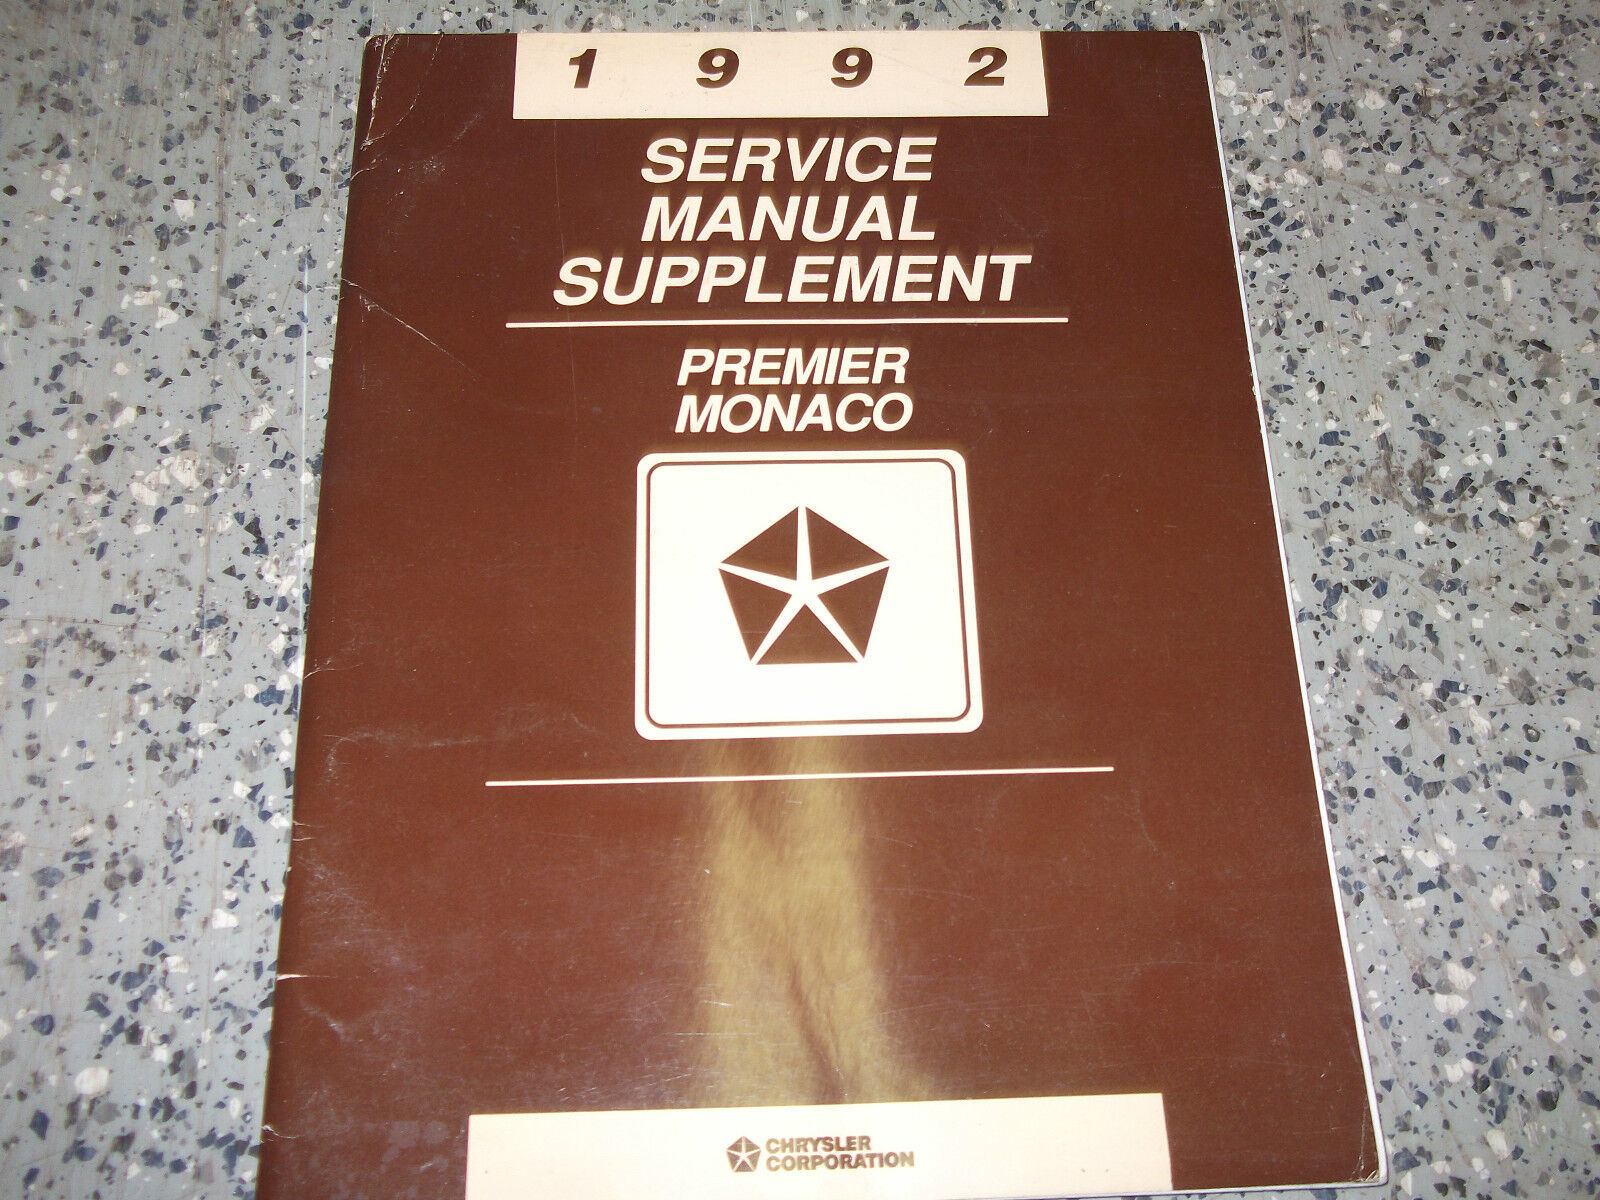 1 9 9 2
SERVICE
MANUAL
SUPPLEMENT
PREMIER
MONACO
CHRYSLER
CORPORATION